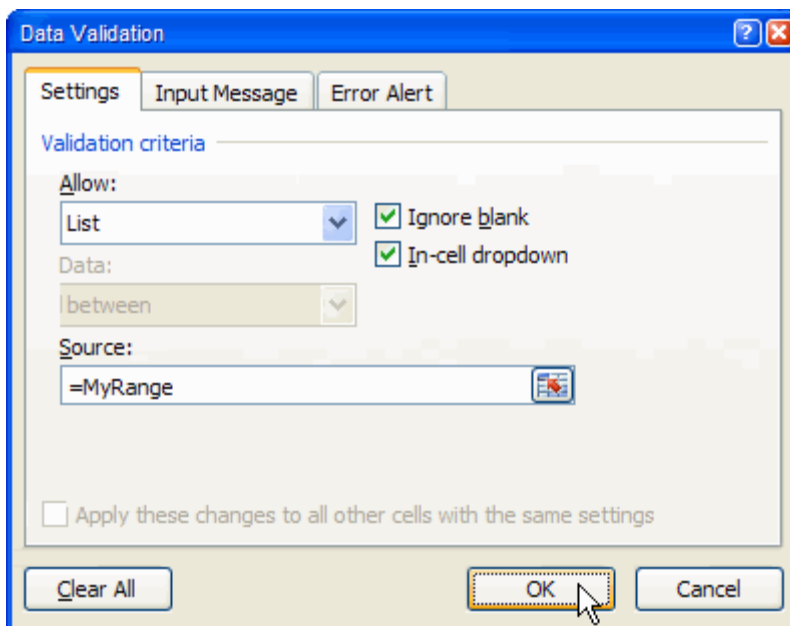 Data Validation
Settings Input Message Error Alert
Validation criteria
Allow:
List
Ignore blank
In-cell dropdown
Data:
between
Source:
=MyRange
Apply these changes to all other cells with the same settings
Clear All OK Cancel